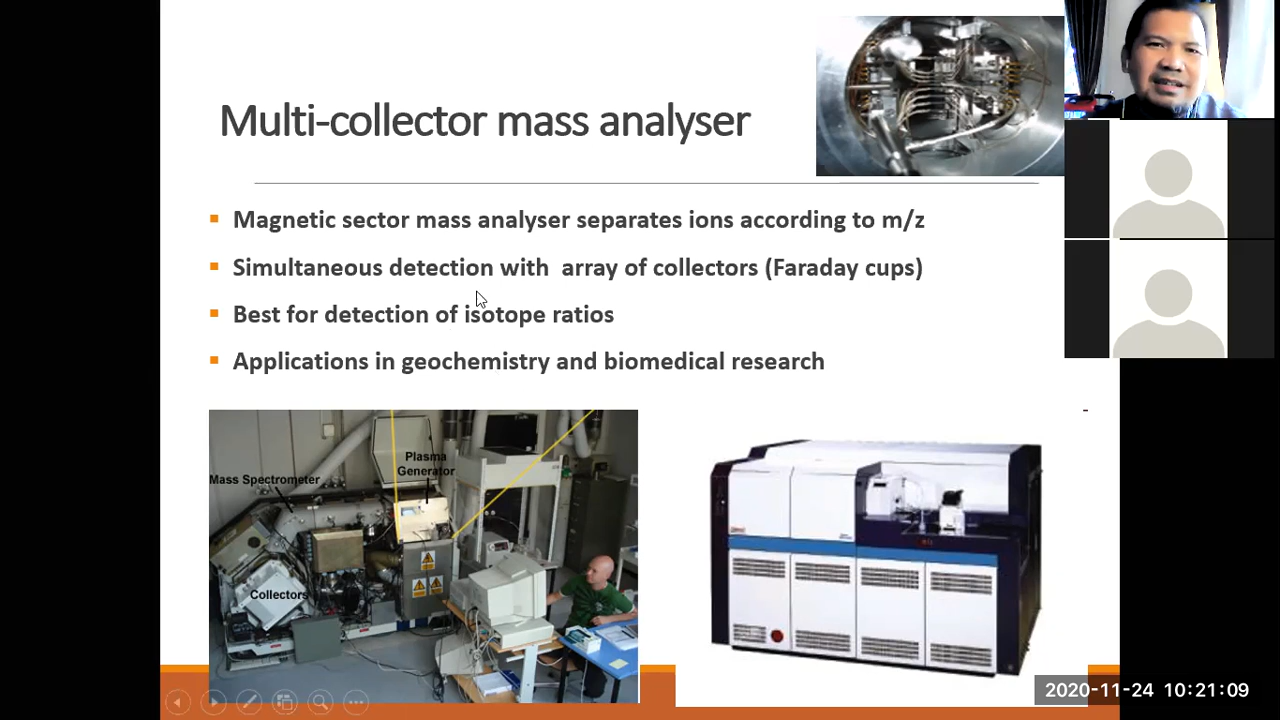 Multi-collector mass analyser
Magnetic sector mass analyser separates ions according to m/z
Simultaneous detection with array of collectors (Faraday cups)
Best for detection of isotope ratios
Applications in geochemistry and biomedical research
Plasma
Generator
Mass Spectrometer
Collectors
2020-11-24 10:21:09